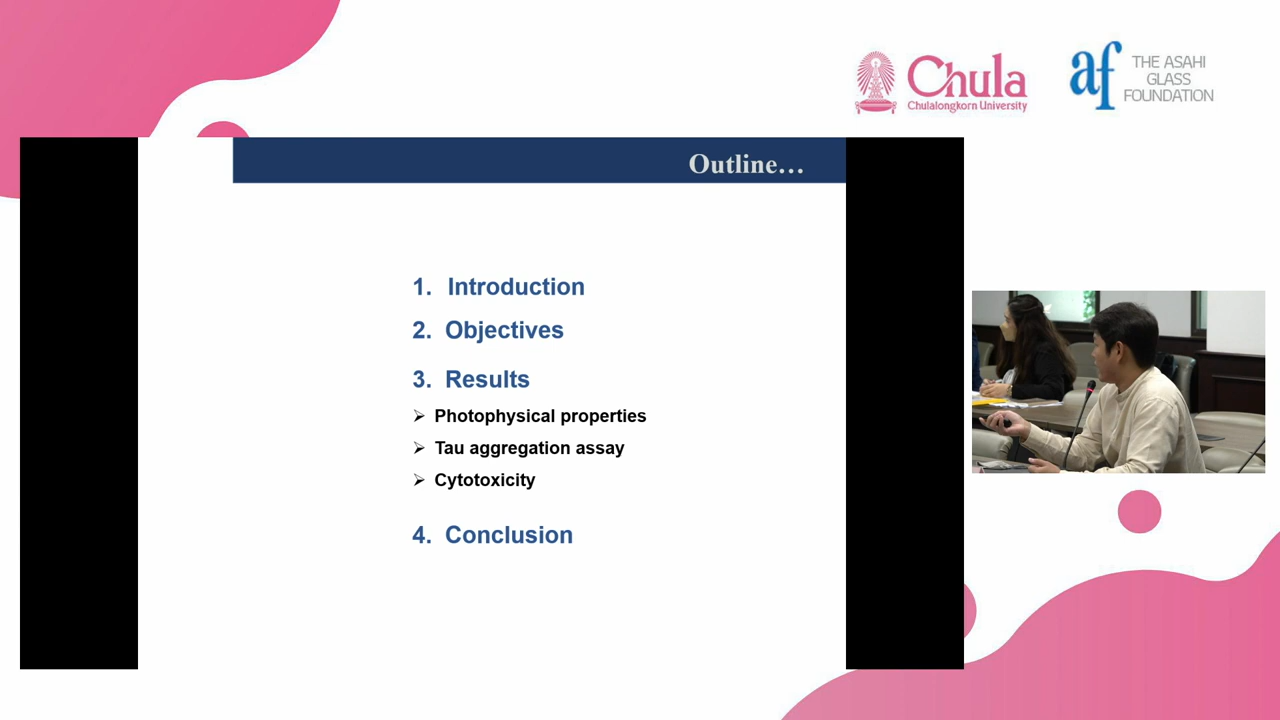 Chula
Chulalongkorn University
af
THE ASAHI
GLASS
FOUNDATION
Outline…
1. Introduction
2. Objectives
3. Results
➢ Photophysical properties
➢ Tau aggregation assay
➢ Cytotoxicity
4. Conclusion